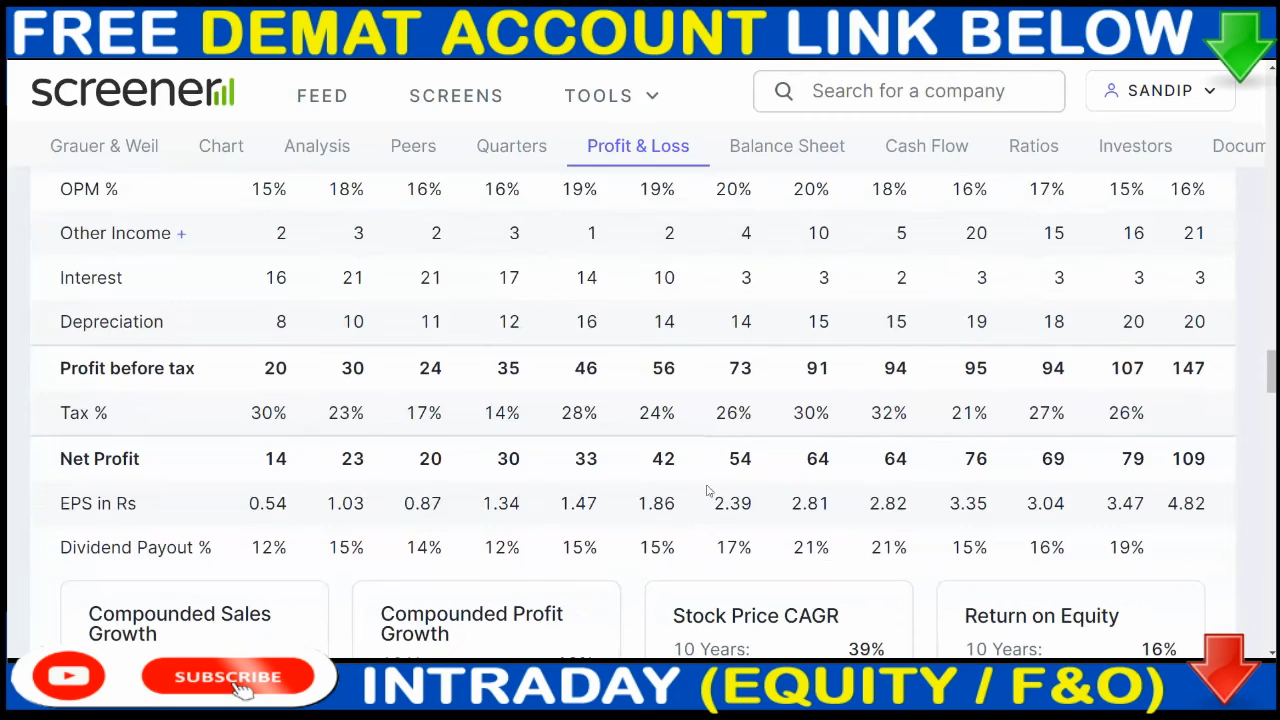 FREE DEMAT ACCOUNT LINK BELOW
screener FEED SCREENS TOOLS Search for a company SANDIP
Grauer & Weil Chart Analysis Peers Quarters Profit & Loss Balance Sheet Cash Flow Ratios Investors Docum
OPM % 15% 18% 16% 16% 19% 19% 20% 20% 18% 16% 17% 15% 16%
Other Income + 2 3 2 3 1 2 4 10 5 20 15 16 21
Interest 16 21 21 17 14 10 3 3 2 3 3 3 3
Depreciation 8 10 11 12 16 14 14 15 15 19 18 20 20
Profit before tax 20 30 24 35 46 56 73 91 94 95 94 107 147
Tax % 30% 23% 17% 14% 28% 24% 26% 30% 32% 21% 27% 26%
Net Profit 14 23 20 30 33 42 54 64 64 76 69 79 109
EPS in Rs 0.54 1.03 0.87 1.34 1.47 1.86 2.39 2.81 2.82 3.35 3.04 3.47 4.82
Dividend Payout % 12% 15% 14% 12% 15% 15% 17% 21% 21% 15% 16% 19%
Compounded Sales
Growth
Compounded Profit
Growth
Stock Price CAGR
10 Years: 39%
Return on Equity
10 Years: 16%
SUBSCRIBE
INTRADAY (EQUITY / F&O)